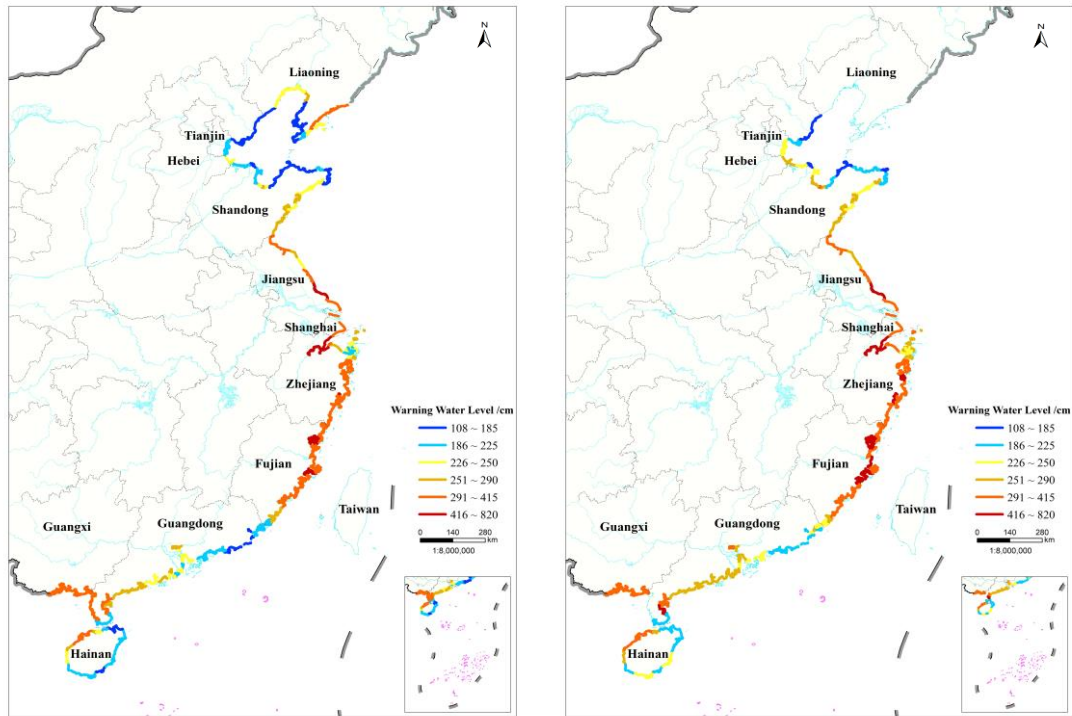 N
Liaoning
Tianjin
Hebei
Shandong
Jiangsu
Shanghai
Zhejiang
Warning Water Level /cm
108 ~ 185
186 ~ 225
226 ~ 250
251 ~ 290
291 ~ 415
416 ~ 820
Fujian
Taiwan
Guangxi
Guangdong
0 140 280
km
1:8,000,000
Hainan
N
Liaoning
Tianjin
Hebei
Shandong
Jiangsu
Shanghai
Zhejiang
Warning Water Level /cm
108 ~ 185
186 ~ 225
226 ~ 250
251 ~ 290
291 ~ 415
416 ~ 820
Fujian
Taiwan
Guangxi
Guangdong
0 140 280
km
1:8,000,000
Hainan